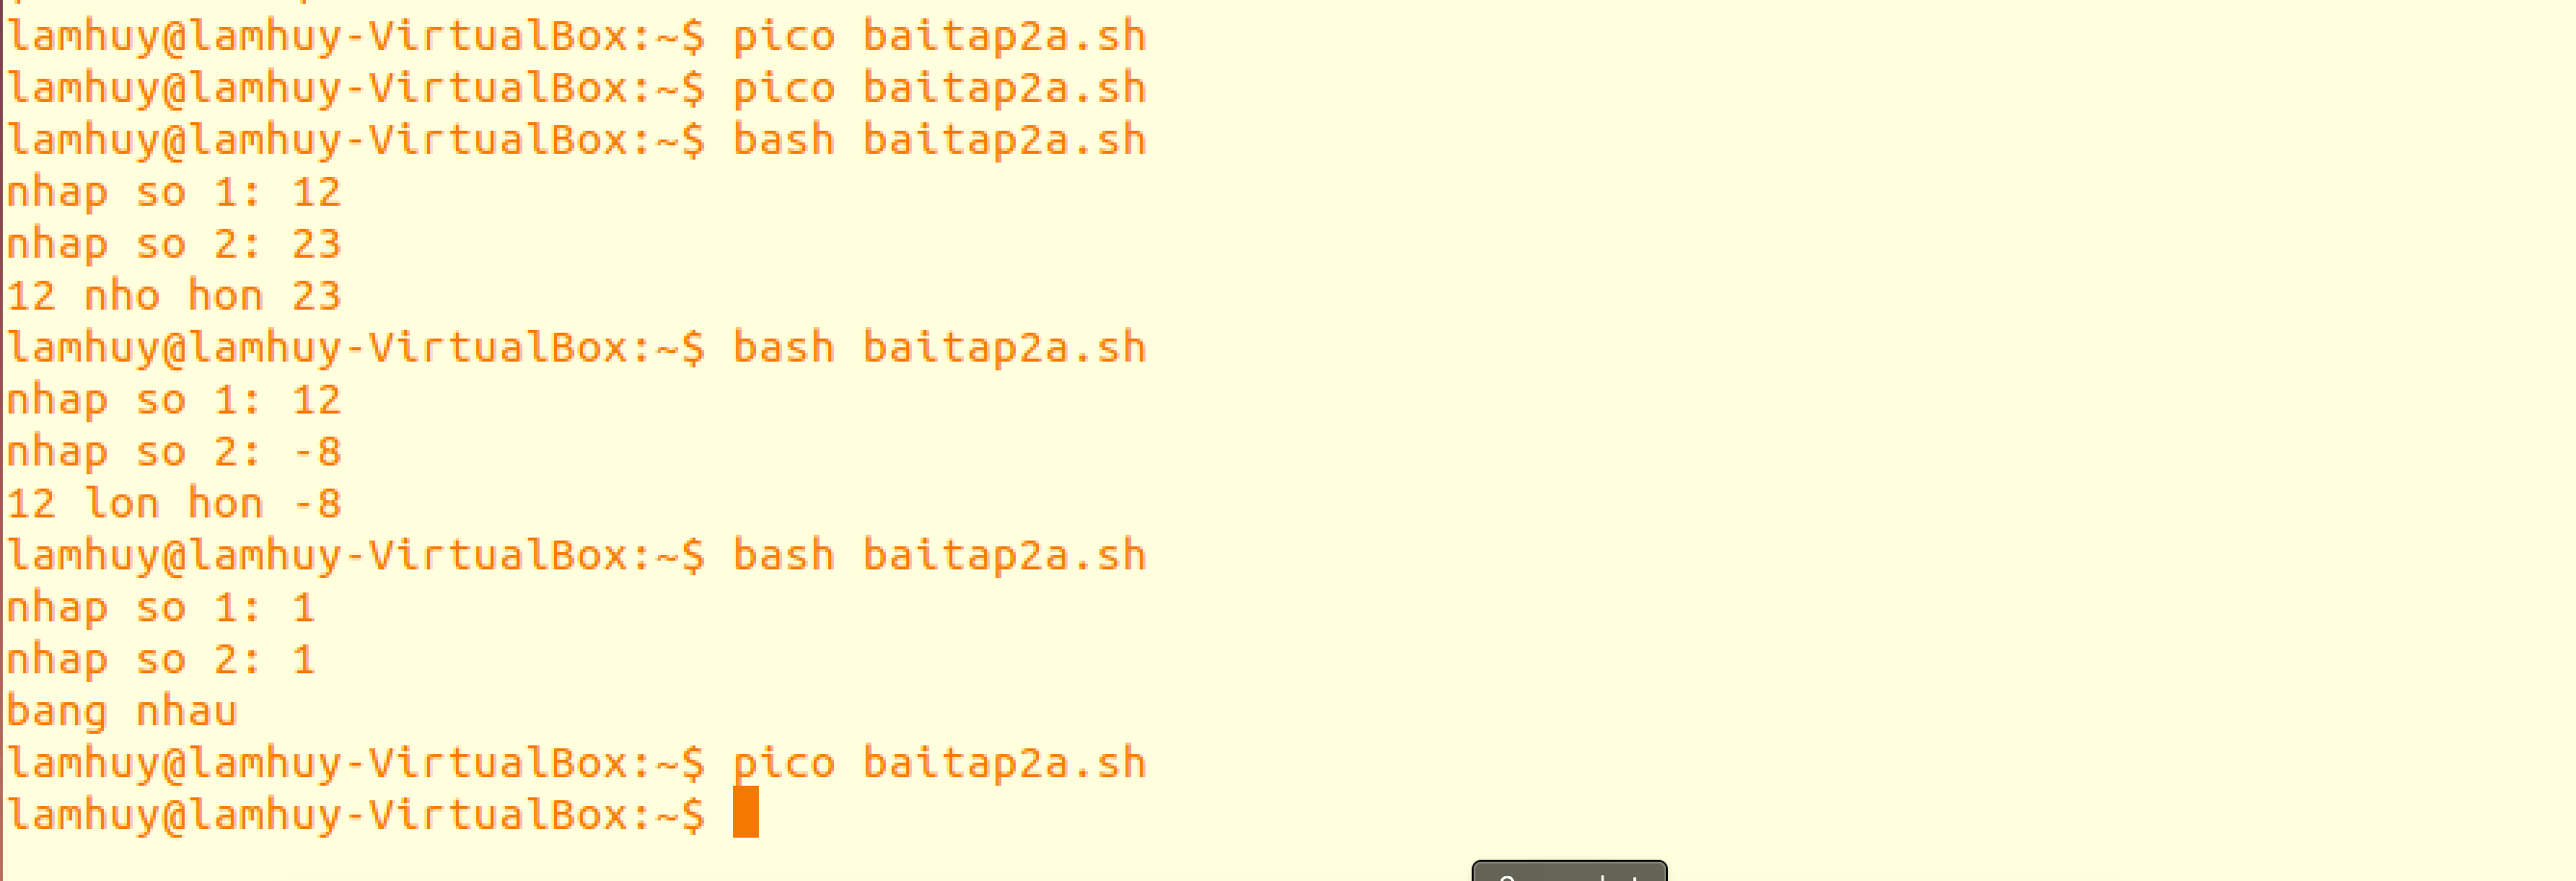 lamhuy@lamhuy-VirtualBox:~$ pico baitap2a.sh
lamhuy@lamhuy-VirtualBox:~$ pico baitap2a.sh
lamhuy@lamhuy-VirtualBox:~$ bash baitap2a.sh
nhap so 1: 12
nhap so 2: 23
12 nho hon 23
lamhuy@lamhuy-VirtualBox:~$ bash baitap2a.sh
nhap so 1: 12
nhap so 2: -8
12 lon hon -8
lamhuy@lamhuy-VirtualBox:~$ bash baitap2a.sh
nhap so 1: 1
nhap so 2: 1
bang nhau
lamhuy@lamhuy-VirtualBox:~$ pico baitap2a.sh
lamhuy@lamhuy-VirtualBox:~$